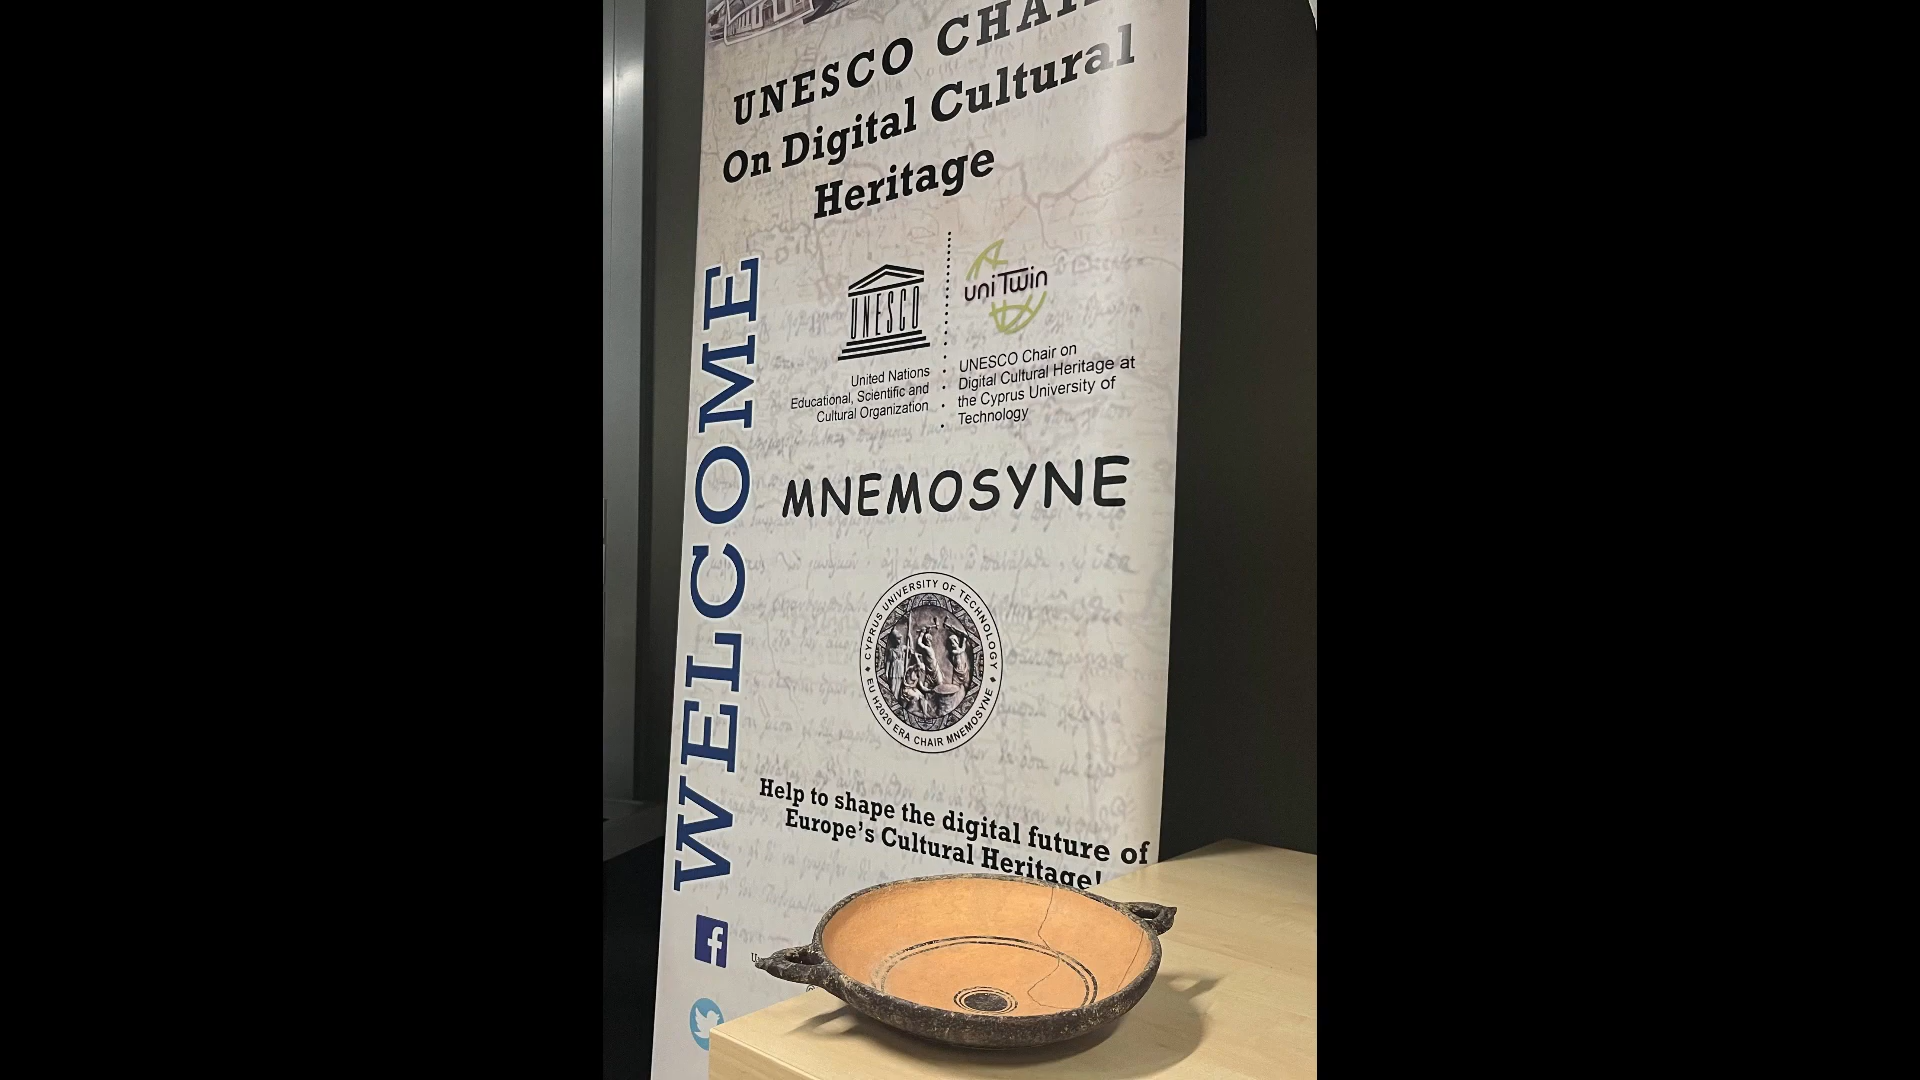 UNESCO CHAIR
On Digital Cultural
Heritage
WELCOME
UNESCO
uniTwin
United Nations
Educational, Scientific and
Cultural Organization
UNESCO Chair on
Digital Cultural Heritage at
the Cyprus University of
Technology
MNEMOSYNE
CYPRUS UNIVERSITY OF TECHNOLOGY
EU H2020 ERA CHAIR MNEMOSYNE
Help to shape the digital future of
Europe's Cultural Heritage!